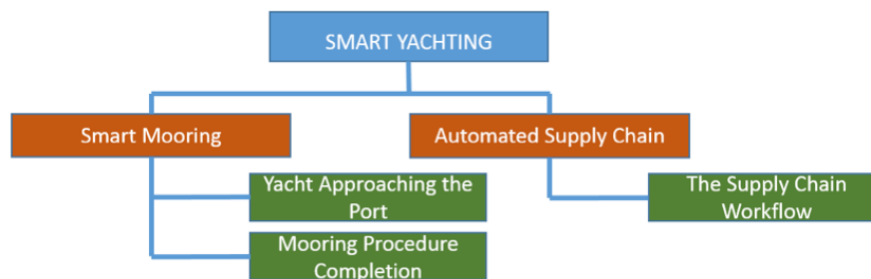 SMART YACHTING
Smart Mooring
Automated Supply Chain
Yacht Approaching the
Port
The Supply Chain
Workflow
Mooring Procedure
Completion